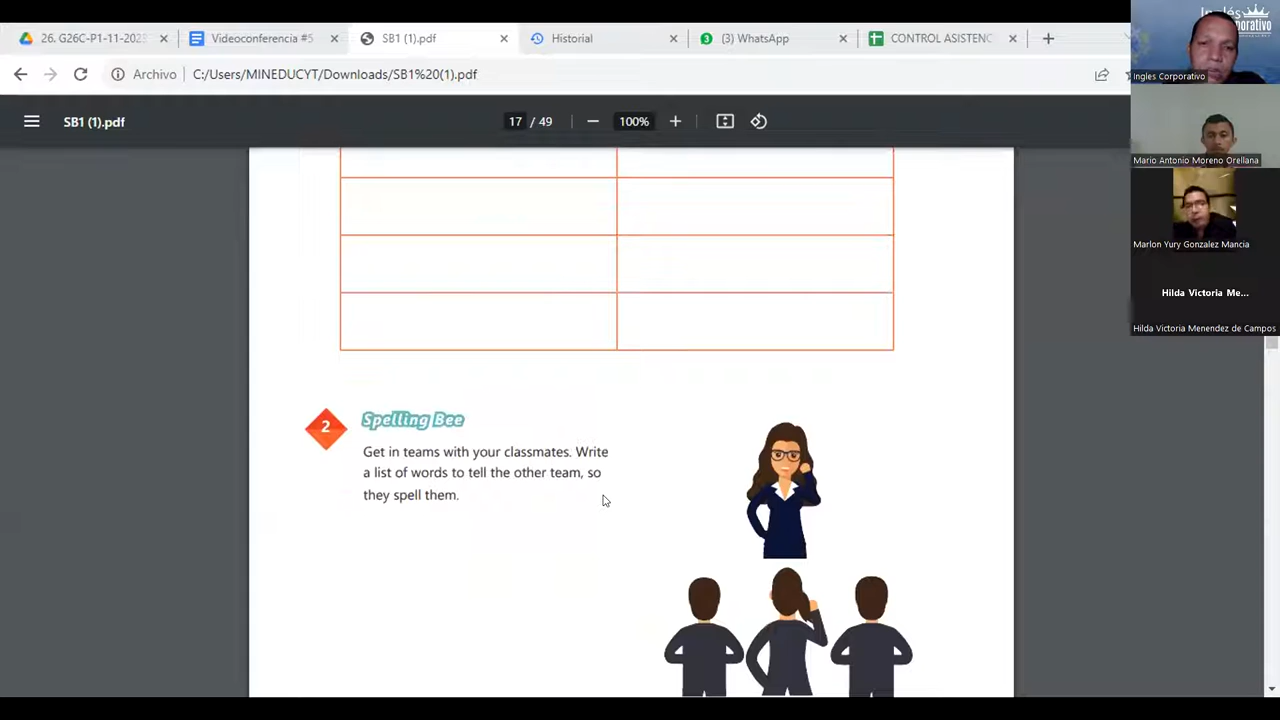 26. G26C-P1-11-202
Videoconferencia #5
SB1 (1).pdf
Historial
(3) WhatsApp
CONTROL ASISTENC
Archivo
C:/Users/MINEDUCYT/Downloads/SB1%20(1).pdf
SB1 (1).pdf
17 / 49
100%
Inglés
Corporativo
Ingles Corporativo
Mario Antonio Moreno Orellana
Marlon Yury Gonzalez Mancia
Hilda Victoria Me...
Hilda Victoria Menendez de Campos
2
Spelling Bee
Get in teams with your classmates. Write
a list of words to tell the other team, so
they spell them.